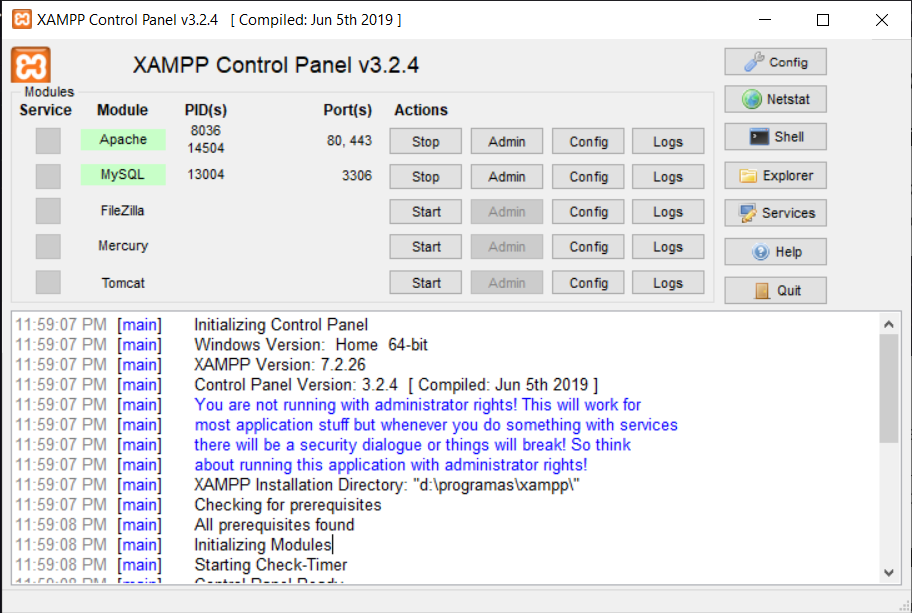 XAMPP Control Panel v3.2.4 [ Compiled: Jun 5th 2019 ]
XAMPP Control Panel v3.2.4
Config
Modules
Service Module PID(s) Port(s) Actions
Netstat
Apache 8036 14504 80, 443 Stop Admin Config Logs
Shell
MySQL 13004 3306 Stop Admin Config Logs
Explorer
FileZilla Start Admin Config Logs
Services
Mercury Start Admin Config Logs
Help
Tomcat Start Admin Config Logs
Quit
11:59:07 PM [main] Initializing Control Panel
11:59:07 PM [main] Windows Version: Home 64-bit
11:59:07 PM [main] XAMPP Version: 7.2.26
11:59:07 PM [main] Control Panel Version: 3.2.4 [ Compiled: Jun 5th 2019 ]
11:59:07 PM [main] You are not running with administrator rights! This will work for
11:59:07 PM [main] most application stuff but whenever you do something with services
11:59:07 PM [main] there will be a security dialogue or things will break! So think
11:59:07 PM [main] about running this application with administrator rights!
11:59:07 PM [main] XAMPP Installation Directory: "d:\programas\xampp\"
11:59:07 PM [main] Checking for prerequisites
11:59:08 PM [main] All prerequisites found
11:59:08 PM [main] Initializing Modules
11:59:08 PM [main] Starting Check-Timer
11:59:08 PM [main] Control Panel Ready